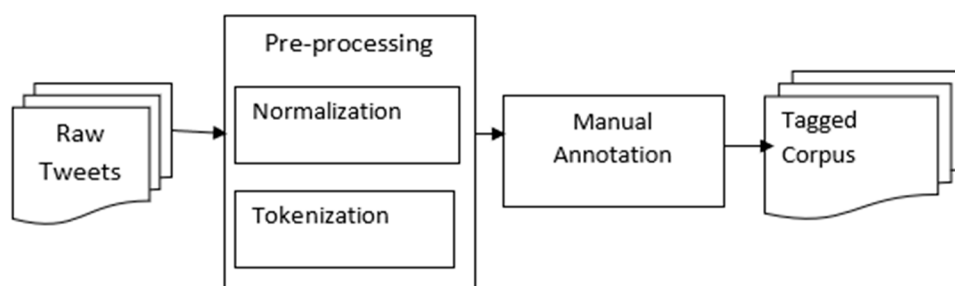 Raw
Tweets
Pre-processing
Normalization
Tokenization
Manual
Annotation
Tagged
Corpus